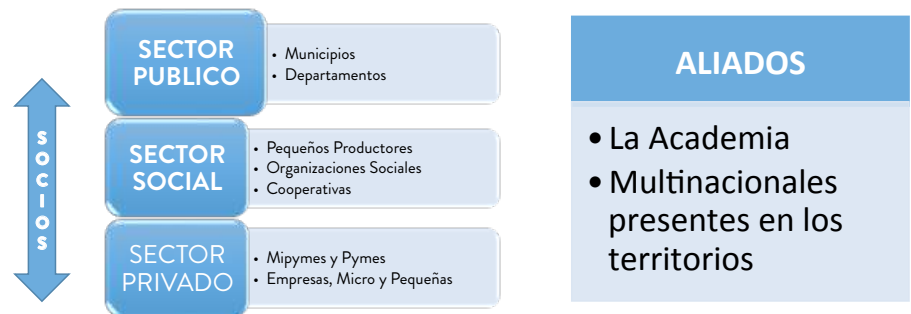 SOCIOS
SECTOR
PUBLICO
• Municipios
• Departamentos
SECTOR
SOCIAL
• Pequeños Productores
• Organizaciones Sociales
• Cooperativas
SECTOR
PRIVADO
• Mipymes y Pymes
• Empresas, Micro y Pequeñas
ALIADOS
• La Academia
• Multinacionales
presentes en los
territorios